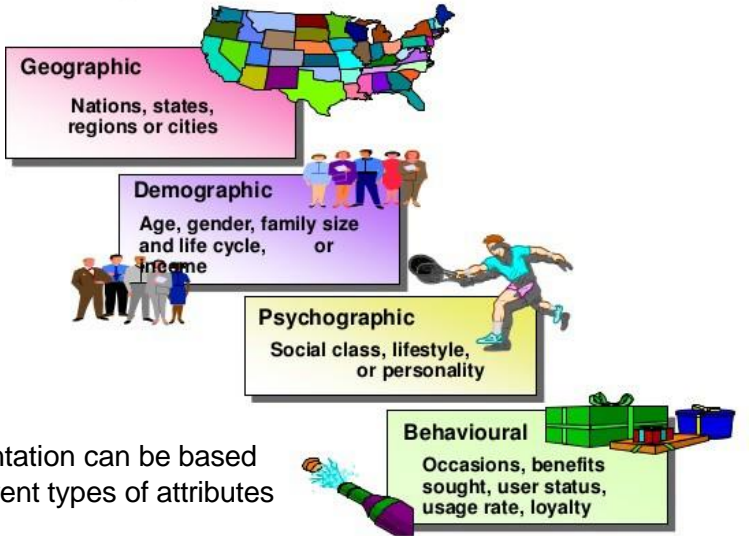 Geographic
Nations, states,
regions or cities
Demographic
Age, gender, family size
and life cycle, or
income
Psychographic
Social class, lifestyle,
or personality
Behavioural
Occasions, benefits
sought, user status,
usage rate, loyalty
ntation can be based
ent types of attributes